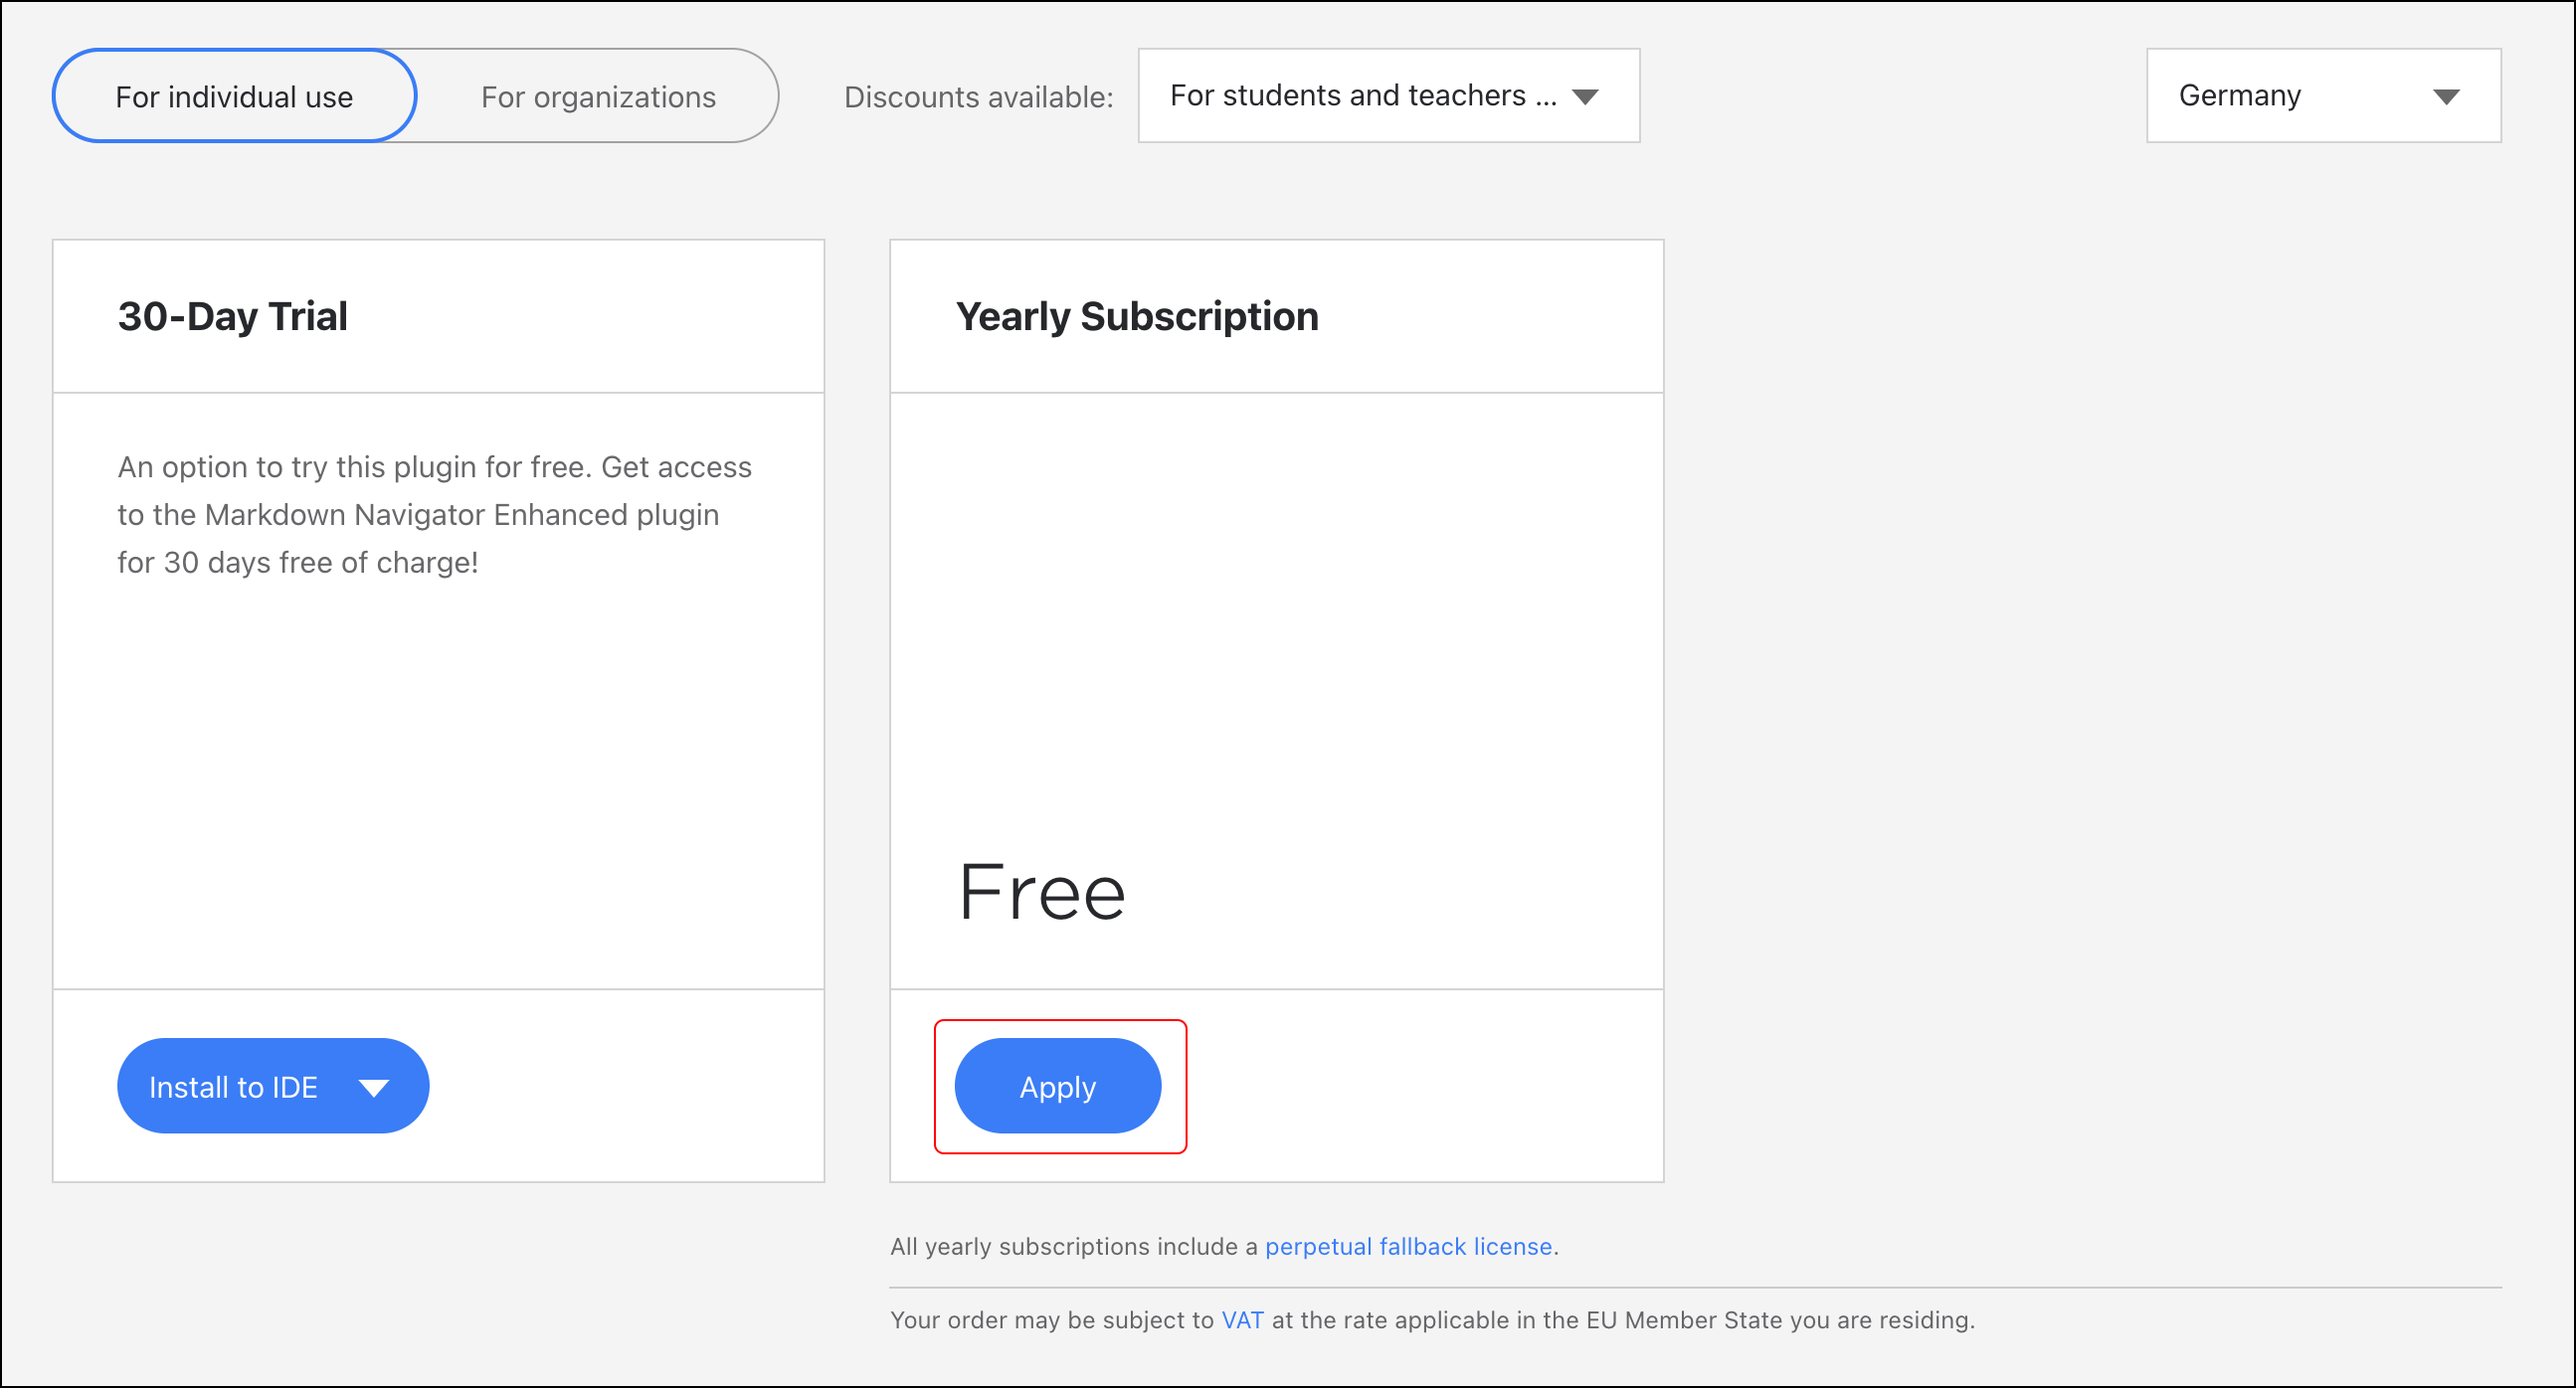 For individual use
For organizations
Discounts available:
For students and teachers ...
Germany
30-Day Trial
An option to try this plugin for free. Get access
to the Markdown Navigator Enhanced plugin
for 30 days free of charge!
Install to IDE
Yearly Subscription
Free
Apply
All yearly subscriptions include a perpetual fallback license.
Your order may be subject to VAT at the rate applicable in the EU Member State you are residing.